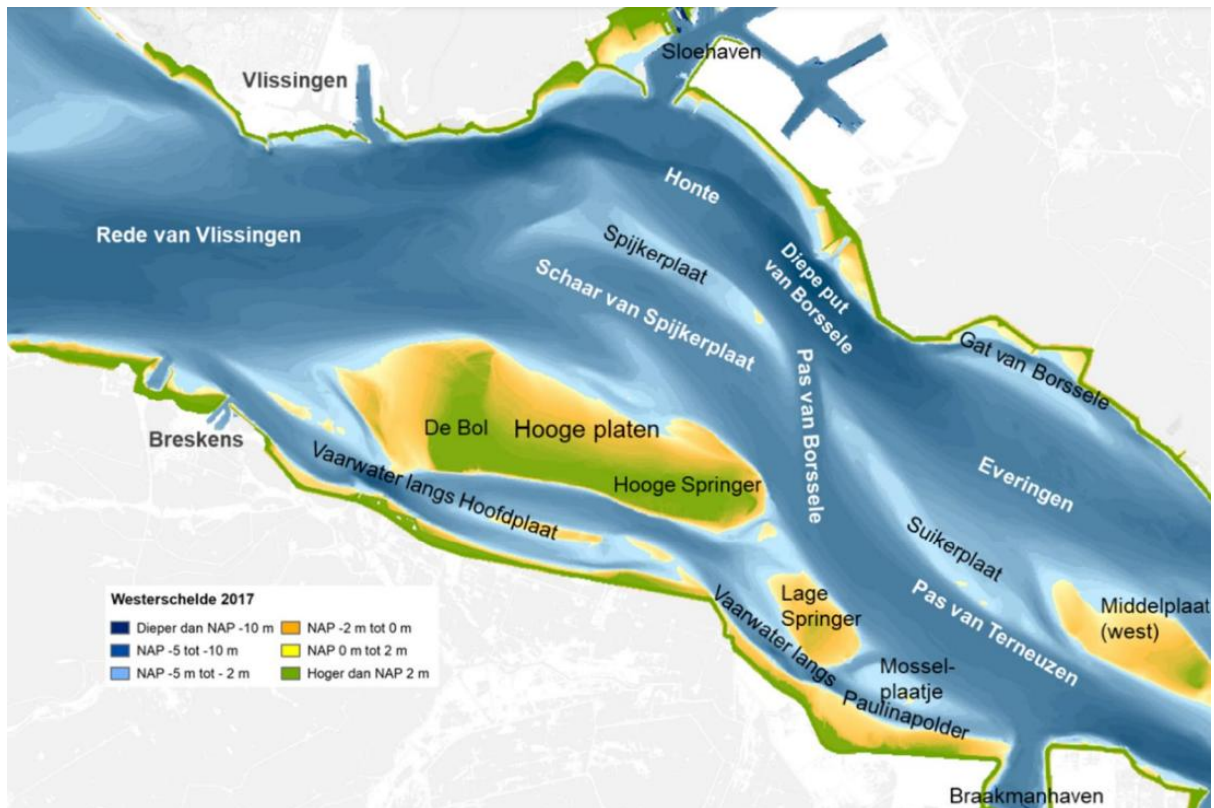 Sloehaven
Vlissingen
Honte
Rede van Vlissingen
Spijkerplaat
Diepe put
van Borssele
Schaar van Spijkerplaat
Gat van Borssele
Pas van Borssele
De Bol
Hooge platen
Breskens
Vaarwater langs Hoofdplaat
Hooge Springer
Everingen
Suikerplaat
Lage
Springer
Middelplaat
(west)
Pas van Terneuzen
Vaarwater langs
Paulinapolder
Mossel-
plaatje
Braakmanhaven
Westerschelde 2017
Dieper dan NAP -10 m
NAP -5 tot -10 m
NAP -5 m tot - 2 m
NAP -2 m tot 0 m
NAP 0 m tot 2 m
Hoger dan NAP 2 m